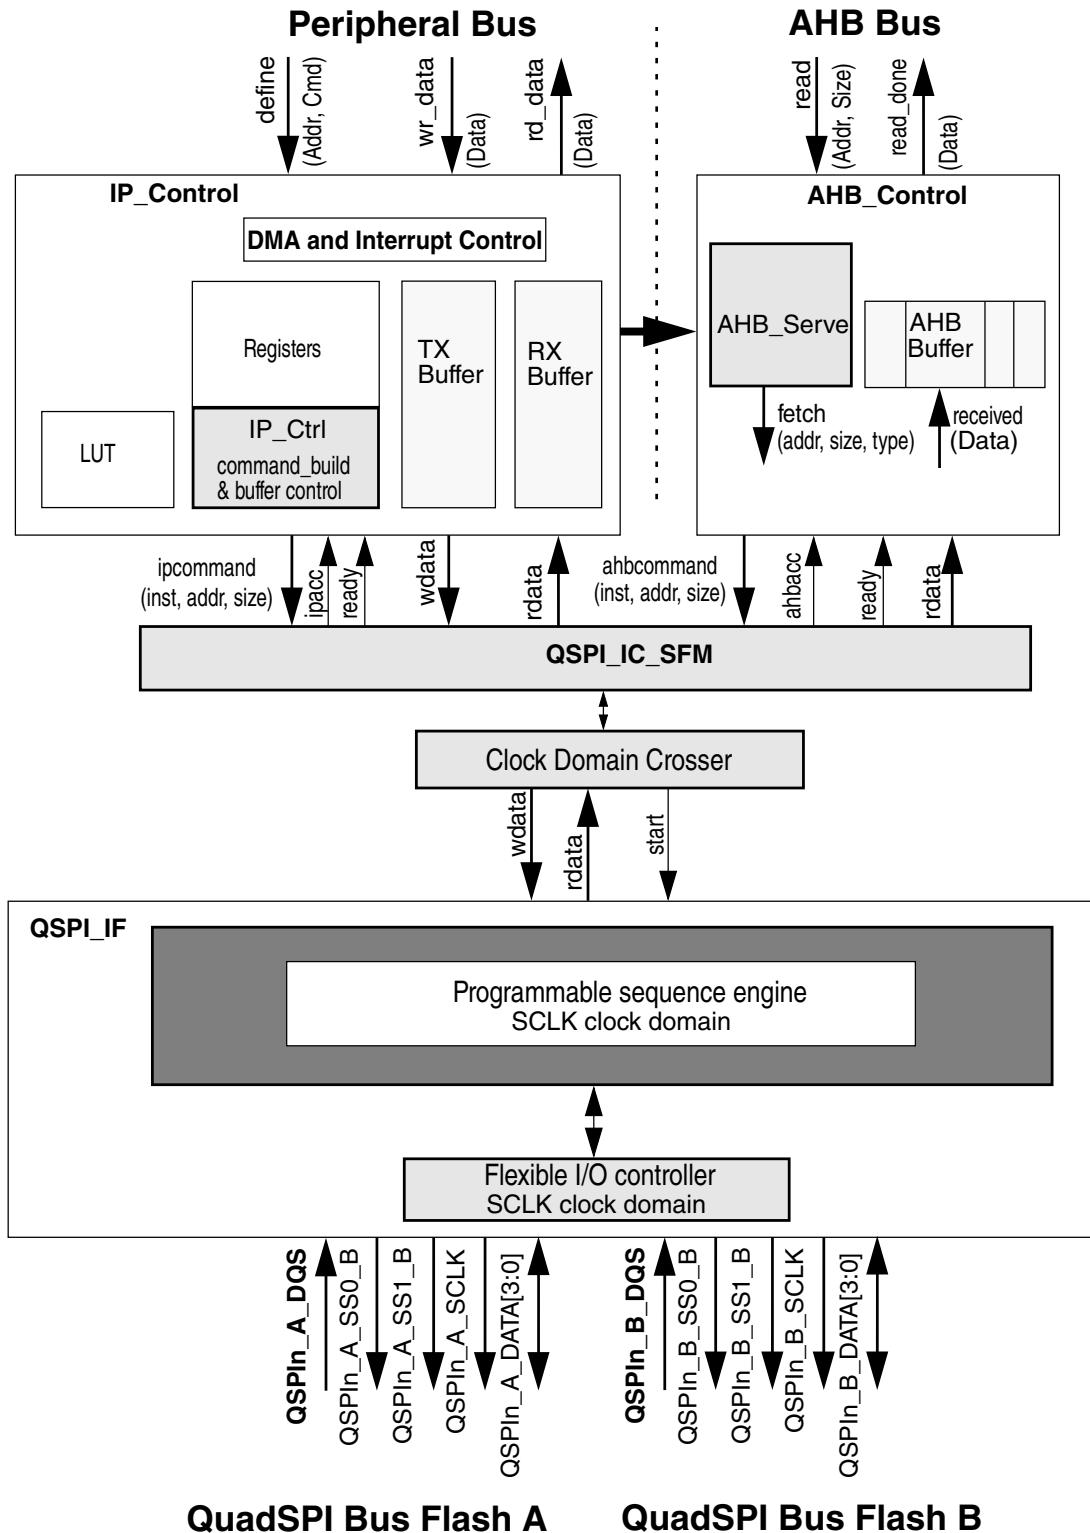 Peripheral Bus
AHB Bus
define
(Addr, Cmd)
wr_data
(Data)
rd_data
(Data)
read
(Addr, Size)
read_done
(Data)
IP_Control
DMA and Interrupt Control
Registers
IP_Ctrl
command_build
& buffer control
LUT
TX
Buffer
RX
Buffer
AHB_Control
AHB_Serve
AHB
Buffer
fetch
(addr, size, type)
received
(Data)
ipcommand
(inst, addr, size)
ipacc
ready
wdata
rdata
ahbcommand
(inst, addr, size)
ahbacc
ready
rdata
QSPI_IC_SFM
Clock Domain Crosser
wdata
rdata
start
QSPI_IF
Programmable sequence engine
SCLK clock domain
Flexible I/O controller
SCLK clock domain
QSPIn_A_DQS
QSPIn_A_SS0_B
QSPIn_A_SS1_B
QSPIn_A_SCLK
QSPIn_A_DATA[3:0]
QSPIn_B_DQS
QSPIn_B_SS0_B
QSPIn_B_SS1_B
QSPIn_B_SCLK
QSPIn_B_DATA[3:0]
QuadSPI Bus Flash A
QuadSPI Bus Flash B